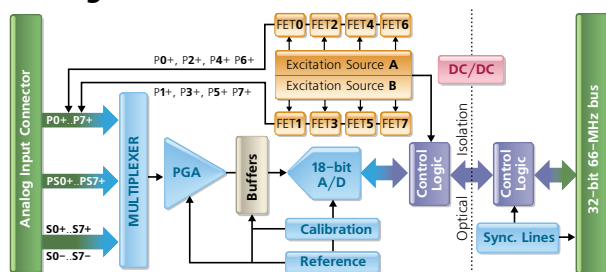 FET0 FET2 FET4 FET6
P0+, P2+, P4+ P6+
Excitation Source A
Excitation Source B
DC/DC
P1+, P3+, P5+ P7+
FET1 FET3 FET5 FET7
Analog Input Connector
P0+..P7+
PS0+..PS7+
S0+..S7+
S0-..S7-
MULTIPLEXER
PGA
Buffers
18-bit
A/D
Control
Logic
Optical Isolation
Control
Logic
32-bit 66-MHz bus
Calibration
Reference
Sync. Lines